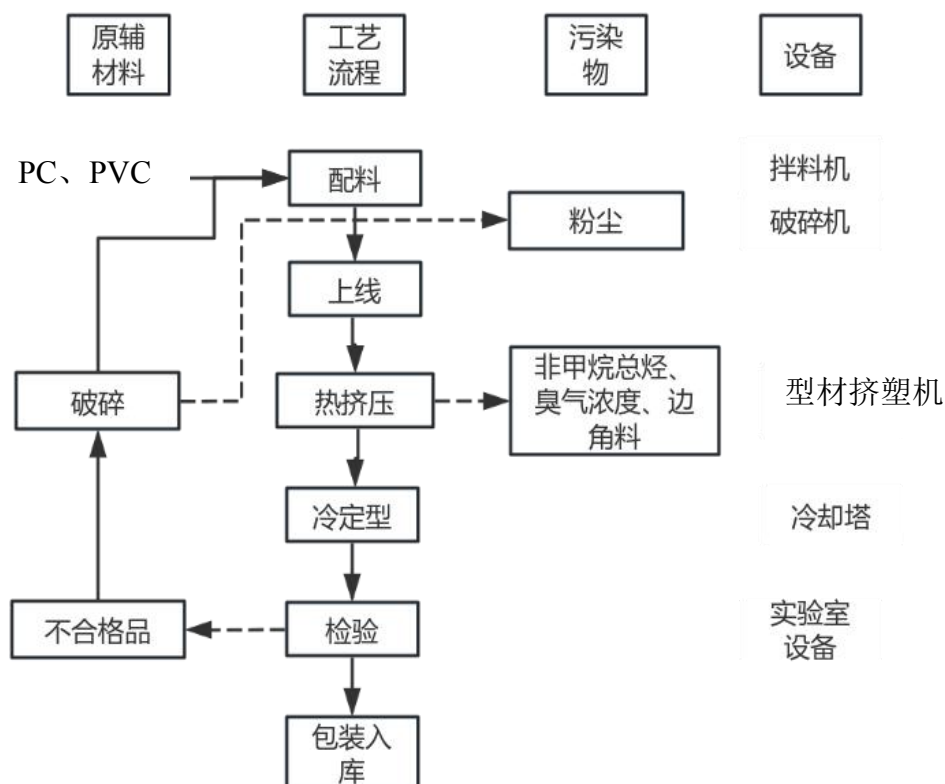 原辅
材料
工艺
流程
污染
物
设备
PC、PVC
配料
拌料机
粉尘
破碎机
上线
破碎
热挤压
非甲烷总烃、
臭气浓度、边
角料
型材挤塑机
冷定型
冷却塔
不合格品
检验
实验室
设备
包装入
库